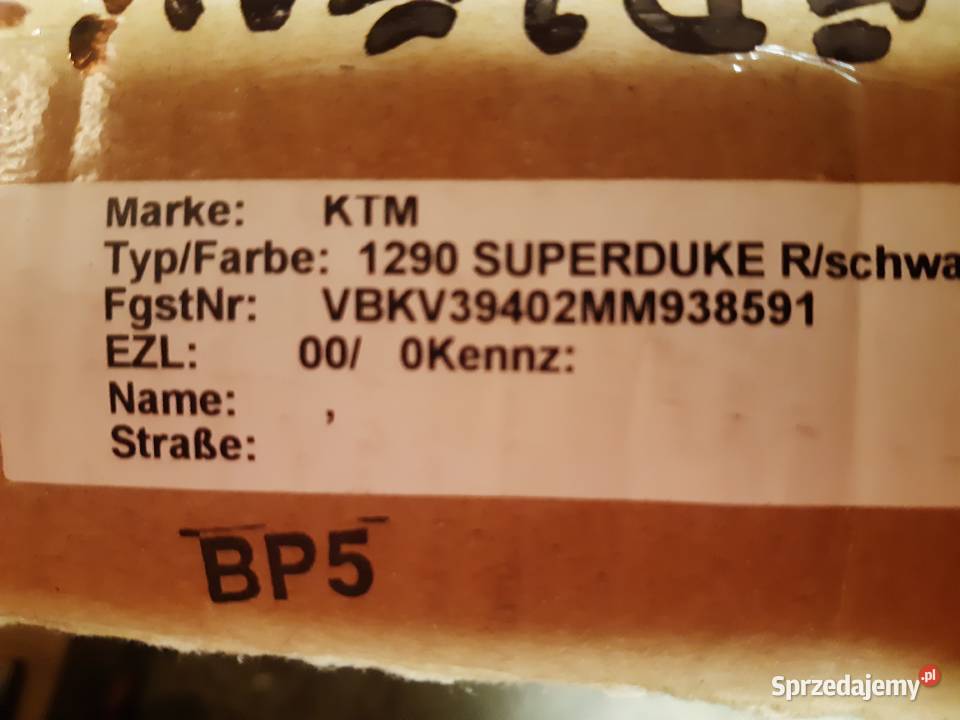 Marke: KTM
Typ/Farbe: 1290 SUPERDUKE R/schwa
FgstNr: VBKV39402MM938591
EZL: 00/ 0Kennz:
Name: ,
Straße:
BP5
Sprzedajemy.pl